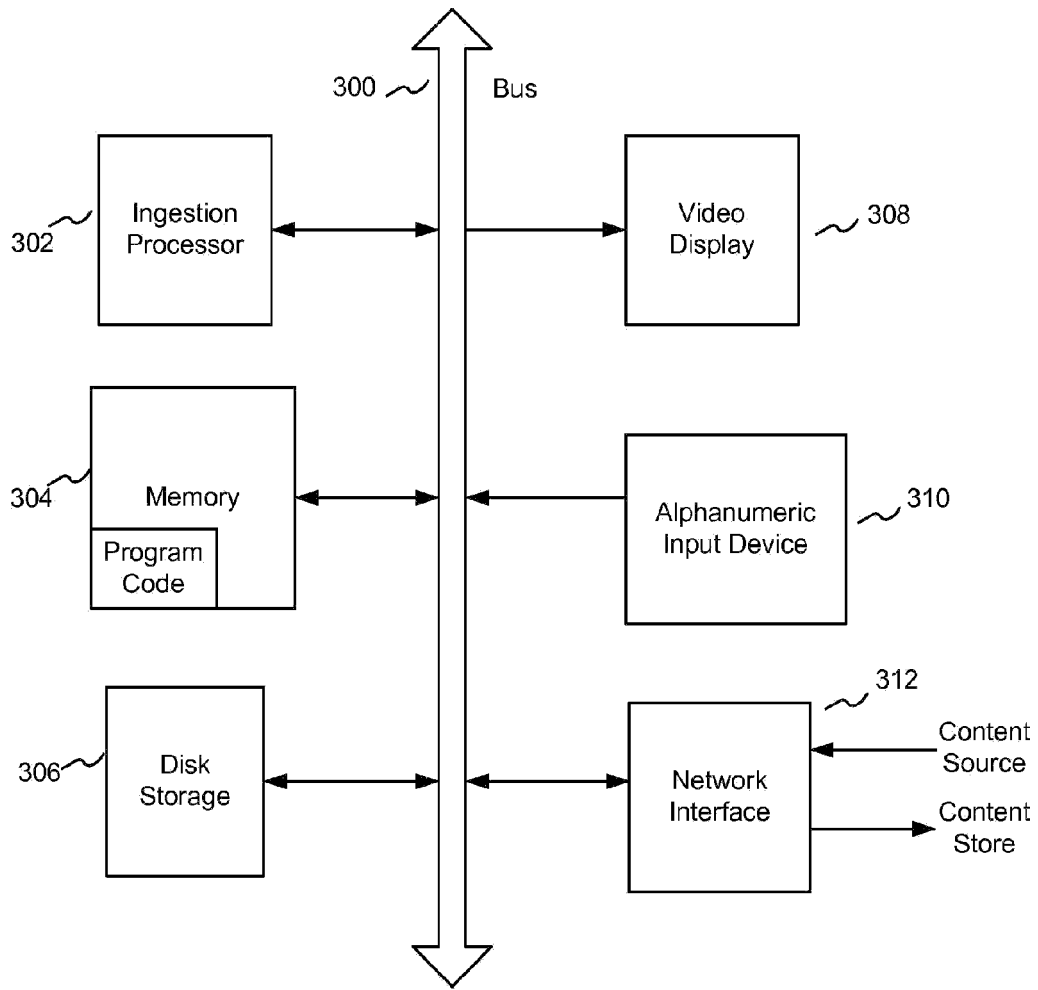 300
Bus
302
Ingestion
Processor
Video
Display
308
304
Memory
Program
Code
Alphanumeric
Input Device
310
306
Disk
Storage
312
Network
Interface
Content
Source
Content
Store